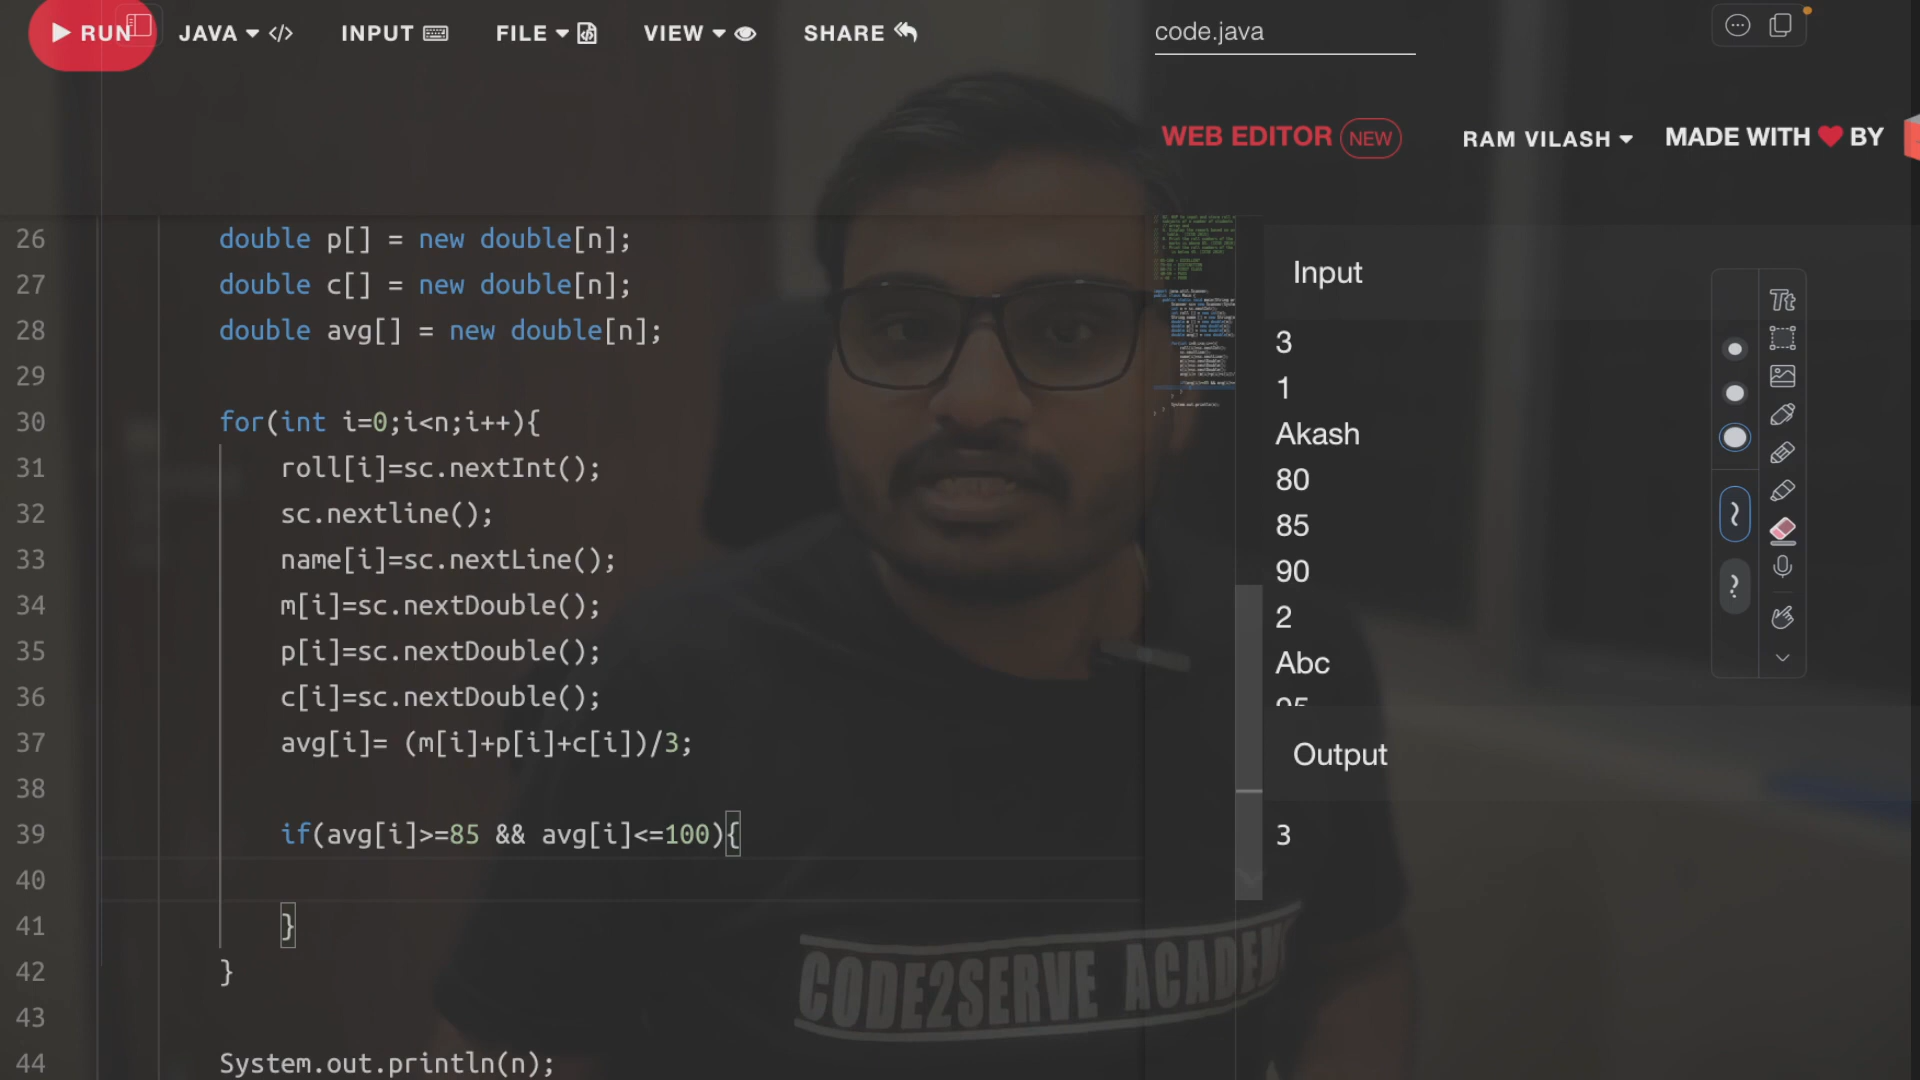 RUN
JAVA
INPUT
FILE
VIEW
SHARE
code.java
WEB EDITOR NEW
RAM VILASH
MADE WITH BY
26 double p[] = new double[n];
27 double c[] = new double[n];
28 double avg[] = new double[n];
29
30 for(int i=0;i<n;i++){
31 roll[i]=sc.nextInt();
32 sc.nextline();
33 name[i]=sc.nextLine();
34 m[i]=sc.nextDouble();
35 p[i]=sc.nextDouble();
36 c[i]=sc.nextDouble();
37 avg[i]= (m[i]+p[i]+c[i])/3;
38
39 if(avg[i]>=85 && avg[i]<=100){
40
41 }
42 }
43
44 System.out.println(n);
Input
3
1
Akash
80
85
90
2
Abc
Output
3
Tt
CODE2SERVE ACADEM